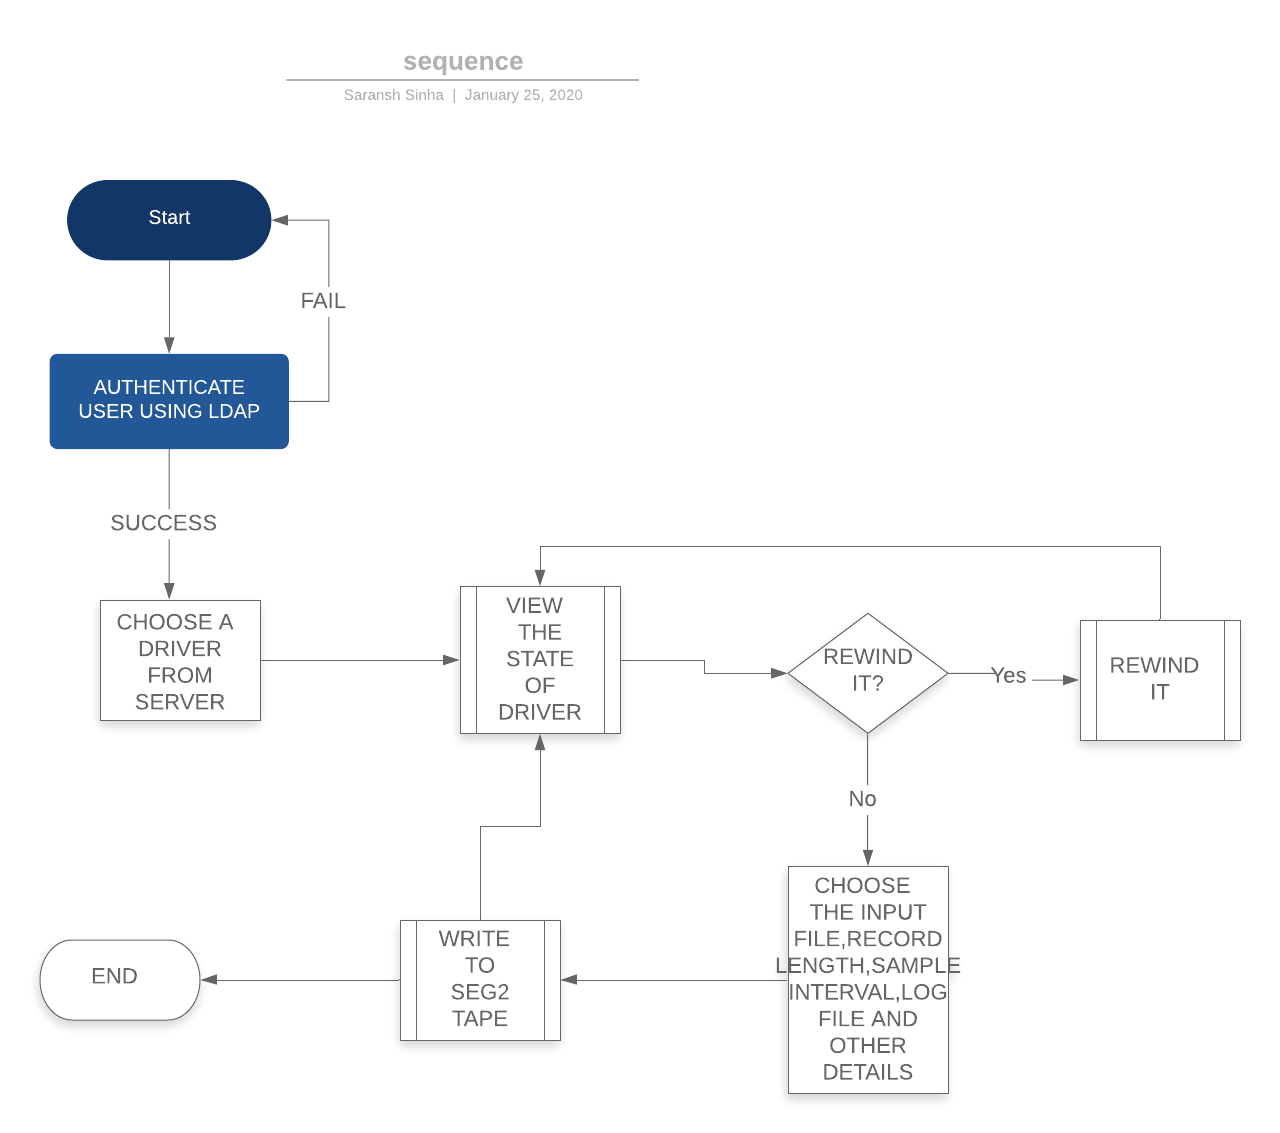 sequence
Saransh Sinha | January 25, 2020
Start
FAIL
AUTHENTICATE
USER USING LDAP
SUCCESS
CHOOSE A
DRIVER
FROM
SERVER
VIEW
THE
STATE
OF
DRIVER
REWIND
IT?
Yes
REWIND
IT
No
CHOOSE
THE INPUT
FILE,RECORD
LENGTH,SAMPLE
INTERVAL,LOG
FILE AND
OTHER
DETAILS
WRITE
TO
SEG2
TAPE
END